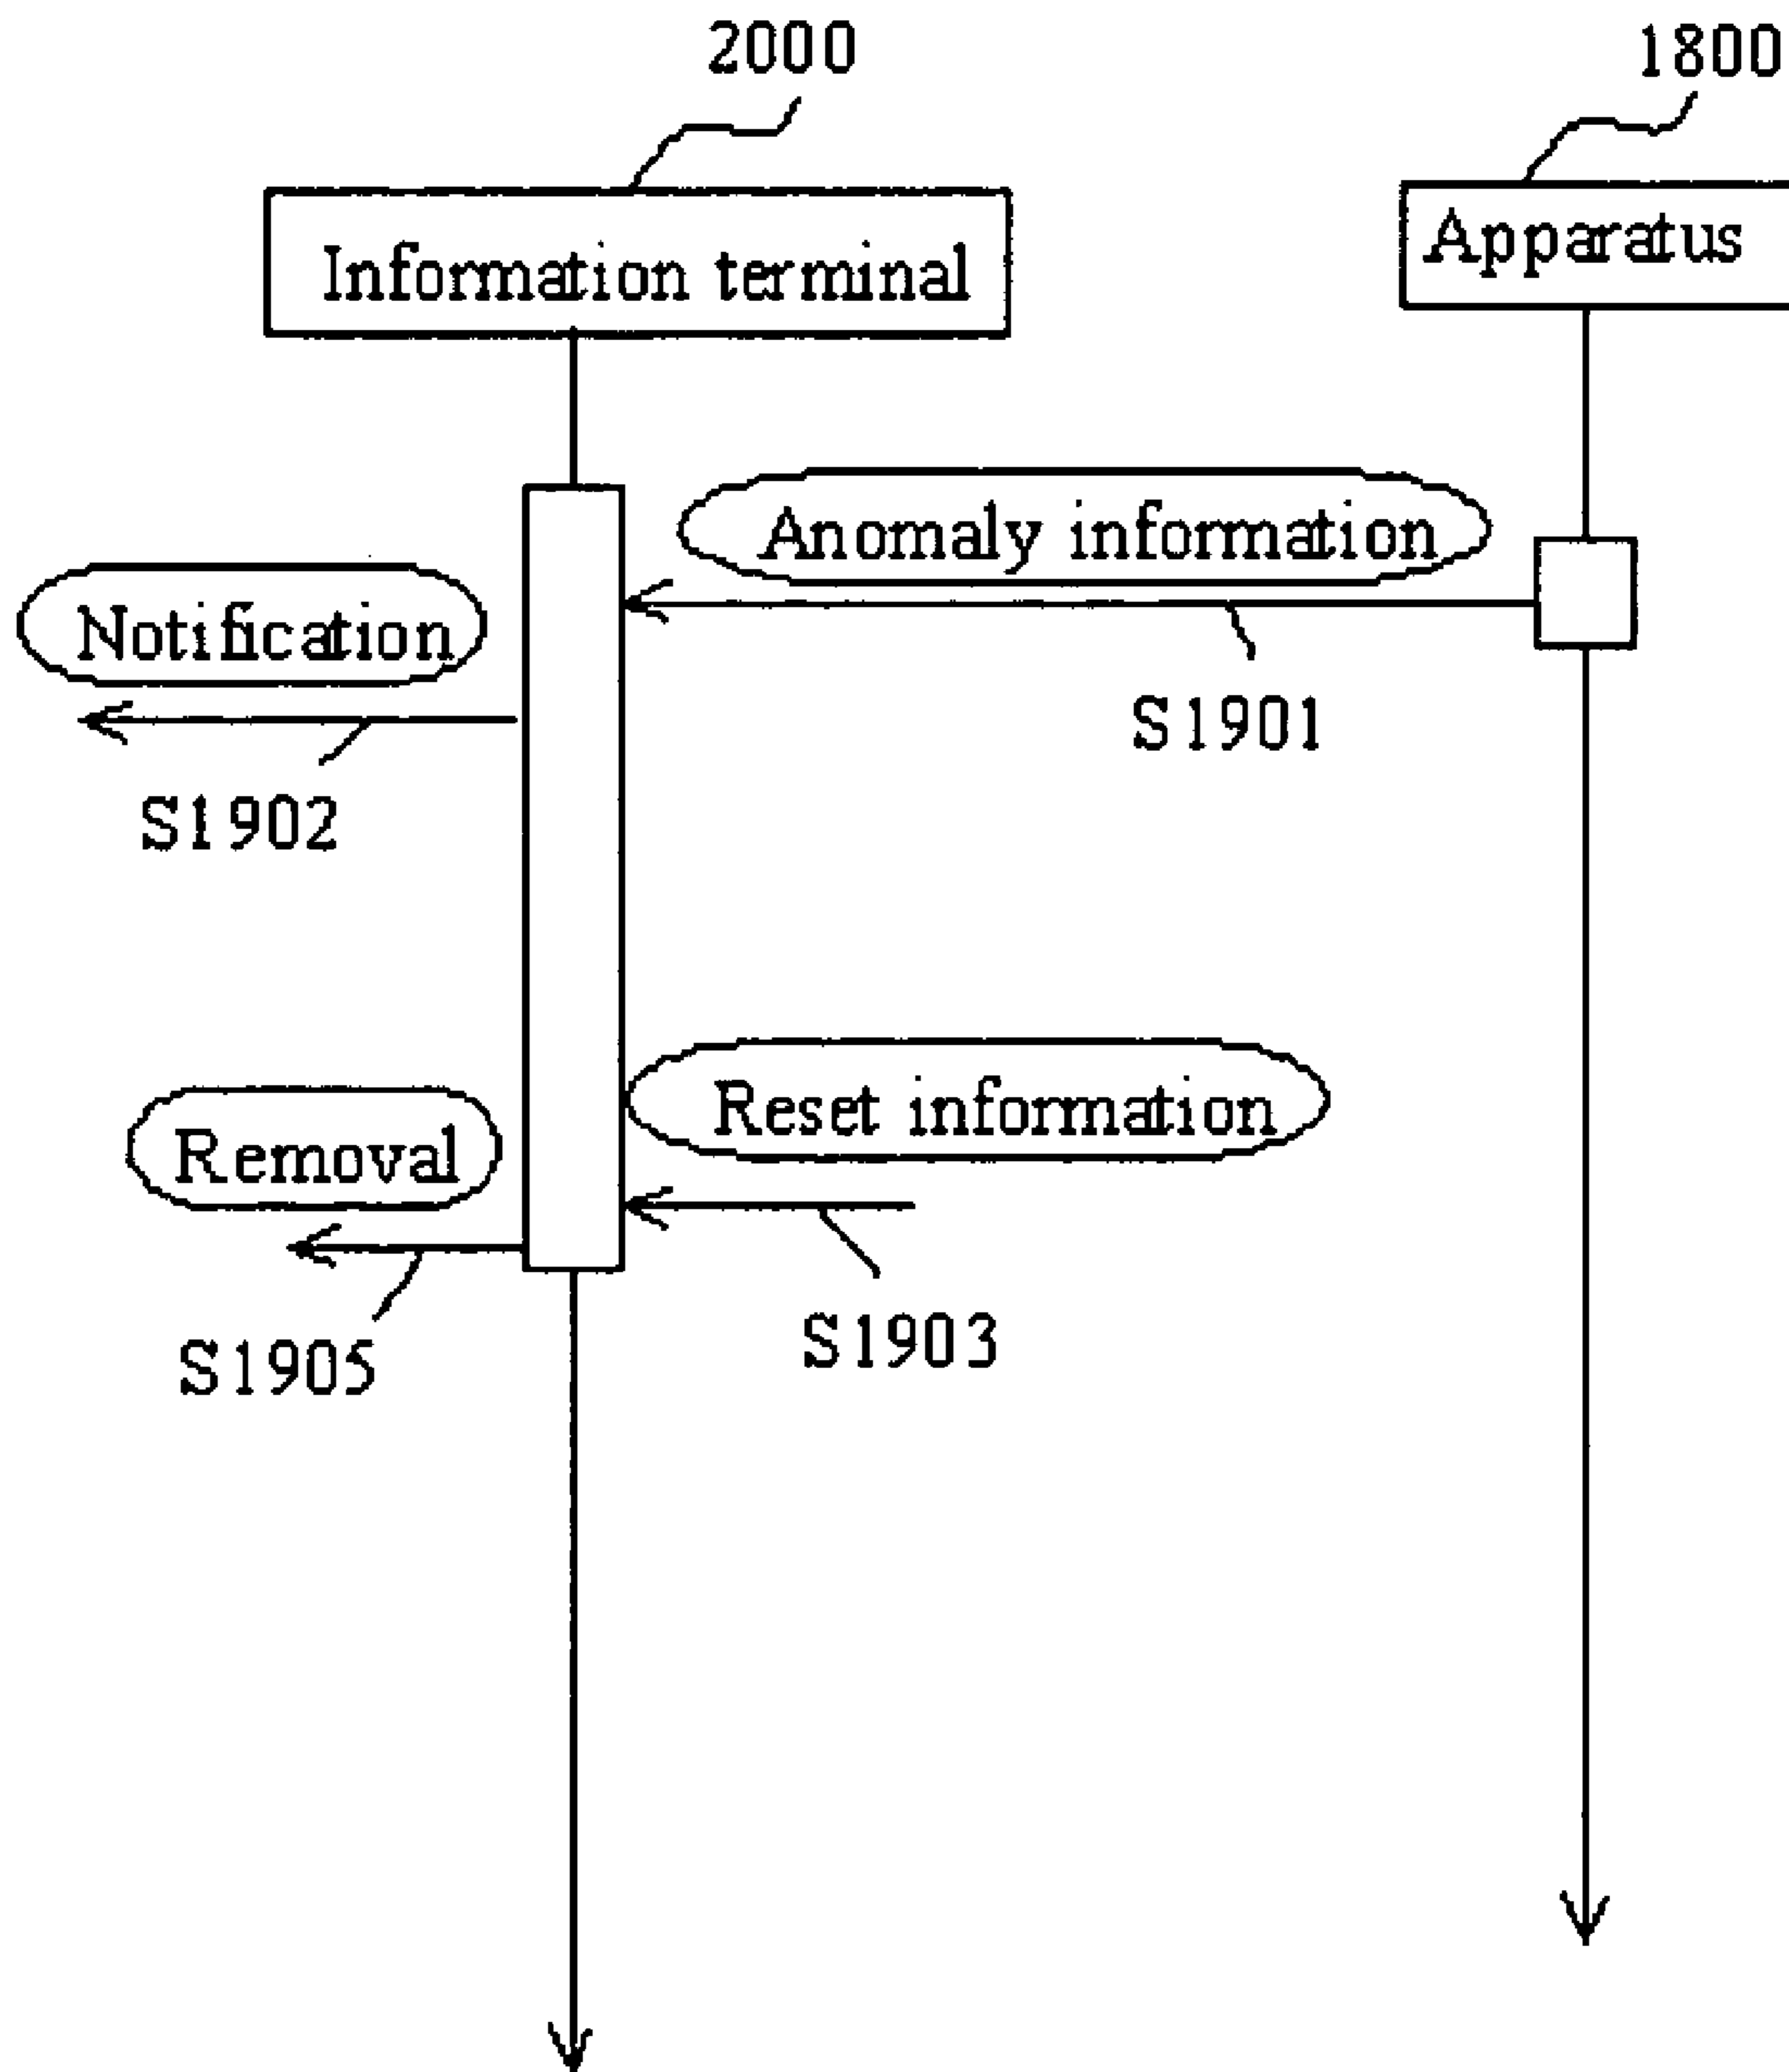 2000
1800
Information terminal
Apparatus
Anomaly information
Notification
S1901
S1902
Reset information
Removal
S1903
S1905